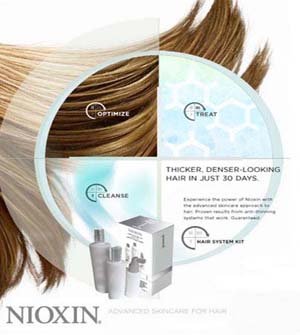 OPTIMIZE
TREAT
CLEANSE
THICKER, DENSER-LOOKING
HAIR IN JUST 30 DAYS.
Experience the power of Nioxin with
the advanced skincare approach to
hair. Proven results from anti-thinning
systems that work. Guaranteed.
HAIR SYSTEM KIT
NIOXIN.
ADVANCED SKINCARE FOR HAIR